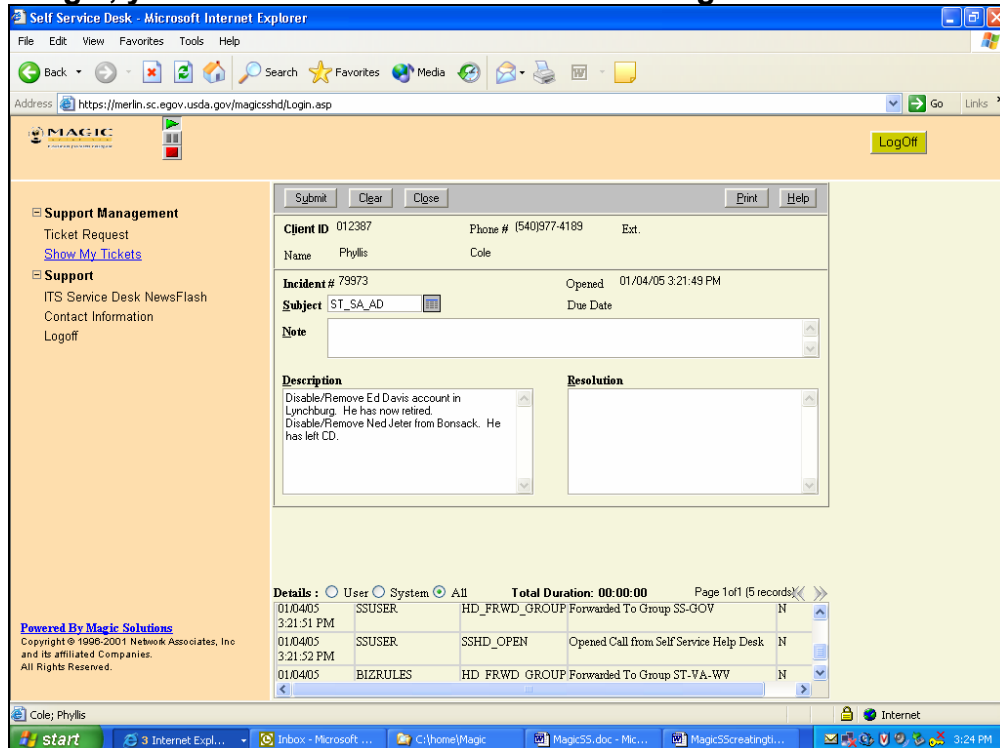 Self Service Desk - Microsoft Internet Explorer
File Edit View Favorites Tools Help
Back Search Favorites Media
Address https://merlin.sc.egov.usda.gov/magicsshd/Login.asp Go Links
MAGIC
LogOff
Submit Clear Close Print Help
Support Management
Ticket Request
Show My Tickets
Support
ITS Service Desk NewsFlash
Contact Information
Logoff
Client ID 012387 Phone # (540)977-4189 Ext.
Name Phyllis Cole
Incident # 79973 Opened 01/04/05 3:21:49 PM
Subject ST_SA_AD Due Date
Note
Description Resolution
Disable/Remove Ed Davis account in
Lynchburg. He has now retired.
Disable/Remove Ned Jeter from Bonsack. He
has left CD.
Details : User System All Total Duration: 00:00:00 Page 1of1 (5 records)
01/04/05 SSUSER HD_FRWD_GROUP Forwarded To Group SS-GOV N
3:21:51 PM
01/04/05 SSUSER SSHD_OPEN Opened Call from Self Service Help Desk N
3:21:52 PM
01/04/05 BIZRULES HD FRWD GROUP Forwarded To Group ST-VA-WV N
Powered By Magic Solutions
Copyright © 1996-2001 Network Associates, Inc
and its affiliated Companies.
All Rights Reserved.
Cole; Phyllis Internet
start 3 Internet Expl... Inbox - Microsoft ... C:\home\Magic MagicSS.doc - Mic... MagicSScreatingti... 3:24 PM